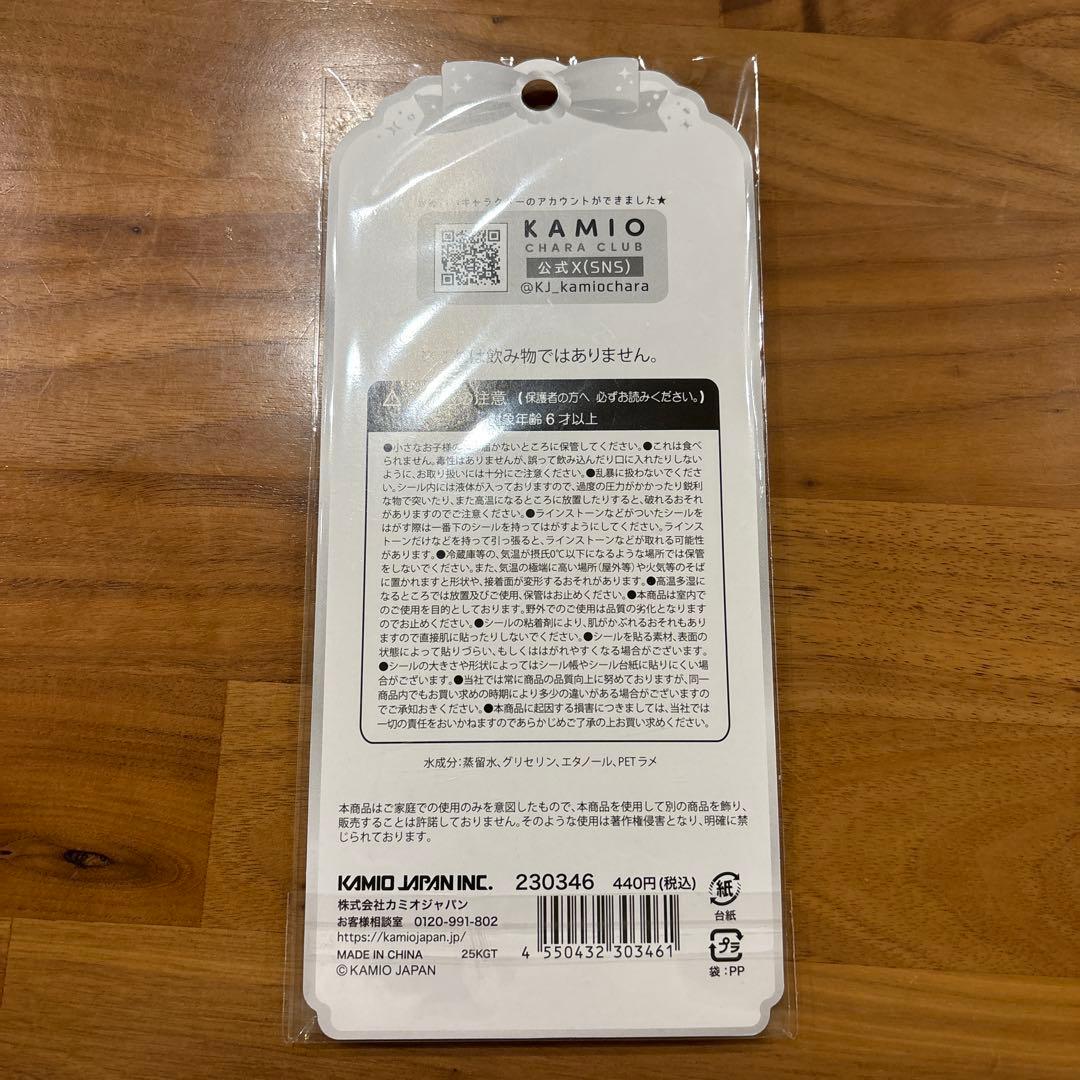 キャラクターのアカウントができました★
KAMIO
CHARA CLUB
公式X(SNS)
@KJ_kamiochara
は飲み物ではありません。
注意 (保護者の方へ 必ずお読みください。)
対象年齢6才以上
●小さなお子様の 届かないところに保管してください。●これは食べ
られません。毒性はありませんが、誤って飲み込んだり口に入れたりしない
ように、お取り扱いには十分にご注意ください。●乱暴に扱わないでくださ
い。シール内には液体が入っておりますので、過度の圧力がかかったり鋭利
な物で突いたり、また高温になるところに放置したりすると、破れるおそれ
がありますのでご注意ください。●ラインストーンなどがついたシールを
はがす際は一番下のシールを持ってはがすようにしてください。ラインス
トーンだけなどを持って引っ張ると、ラインストーンなどが取れる可能性
があります。●冷蔵庫等の、気温が摂氏0℃以下になるような場所では保管
をしないでください。また、気温の極端に高い場所(屋外等)や火気等のそば
に置かれますと形状や、接着面が変形するおそれがあります。●高温多湿に
なるところでは放置及びご使用、保管はお止めください。●本商品は室内で
のご使用を目的としております。野外でのご使用は品質の劣化となります
のでお止めください。●シールの粘着剤により、肌がかぶれるおそれもあり
ますので直接肌に貼ったりしないでください。●シールを貼る素材、表面の
状態によって貼りづらい、もしくははがれやすくなる場合がございます。
●シールの大きさや形状によってはシール帳やシール台紙に貼りにくい場
合がございます。●当社では常に商品の品質向上に努めておりますが、同一
商品内でもお買い求めの時期により多少の違いがある場合がございますの
でご承知おきください。●本商品に起因する損害につきましては、当社では
一切の責任をおいかねますのであらかじめご了承の上お買い求めください。
水成分:蒸留水、グリセリン、エタノール、PETラメ
本商品はご家庭での使用のみを意図したもので、本商品を使用して別の商品を飾り、
販売することは許諾しておりません。そのような使用は著作権侵害となり、明確に禁
じられております。
KAMIO JAPAN INC. 230346 440円(税込)
株式会社カミオジャパン
お客様相談室 0120-991-802
https://kamiojapan.jp/
MADE IN CHINA 25KGT
©KAMIO JAPAN
4 550432 303461
紙
台紙
プラ
袋:PP